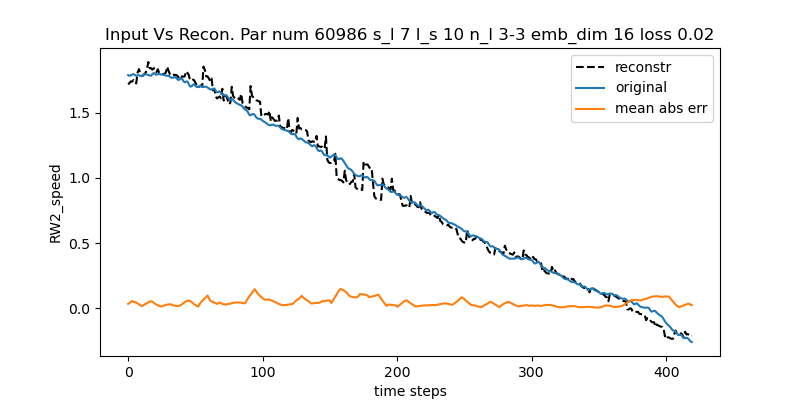 Input Vs Recon. Par num 60986 s_l 7 l_s 10 n_l 3-3 emb_dim 16 loss 0.02
reconstr
original
mean abs err
RW2_speed
1.5
1.0
0.5
0.0
0
100
200
300
400
time steps